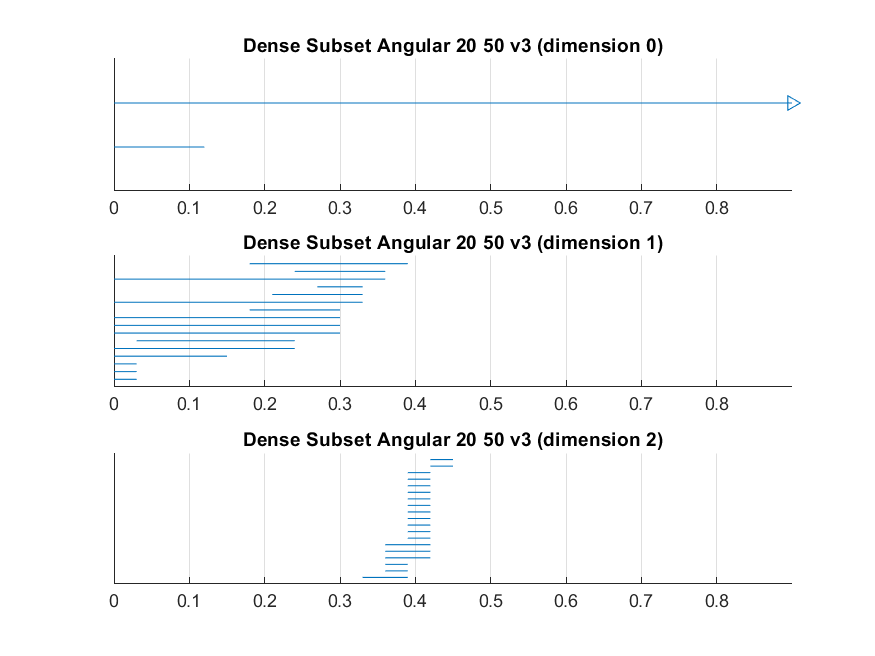 Dense Subset Angular 20 50 v3 (dimension 0)
0 0.1 0.2 0.3 0.4 0.5 0.6 0.7 0.8
Dense Subset Angular 20 50 v3 (dimension 1)
0 0.1 0.2 0.3 0.4 0.5 0.6 0.7 0.8
Dense Subset Angular 20 50 v3 (dimension 2)
0 0.1 0.2 0.3 0.4 0.5 0.6 0.7 0.8